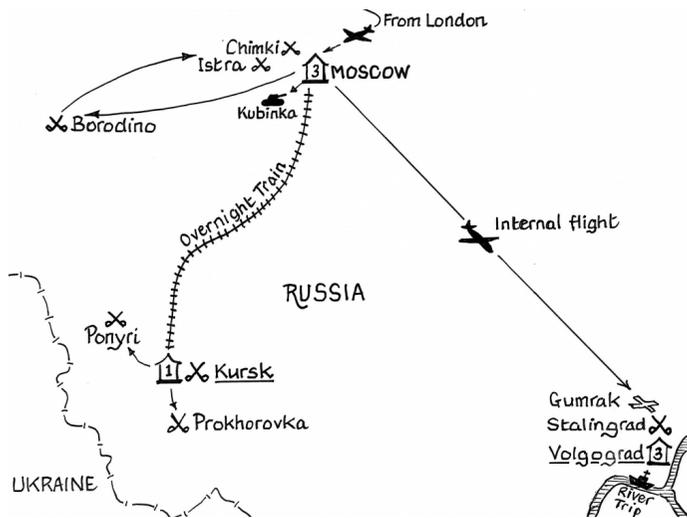 From London
Chimki
Istra
3
MOSCOW
Kubinka
Borodino
Overnight Train
Internal flight
RUSSIA
Ponyri
1
Kursk
Prokhorovka
Gumrak
Stalingrad
Volgograd
3
UKRAINE
River
Trip